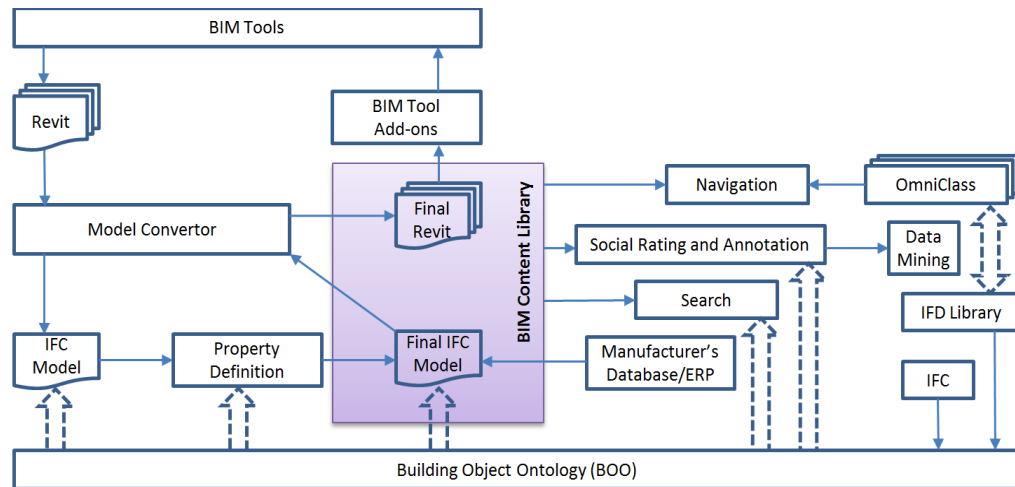 BIM Tools
Revit
BIM Tool
Add-ons
Final
Revit
BIM Content Library
Navigation
OmniClass
Model Convertor
Social Rating and Annotation
Data
Mining
Search
IFD Library
IFC
Model
Property
Definition
Final IFC
Model
Manufacturer's
Database/ERP
IFC
Building Object Ontology (BOO)